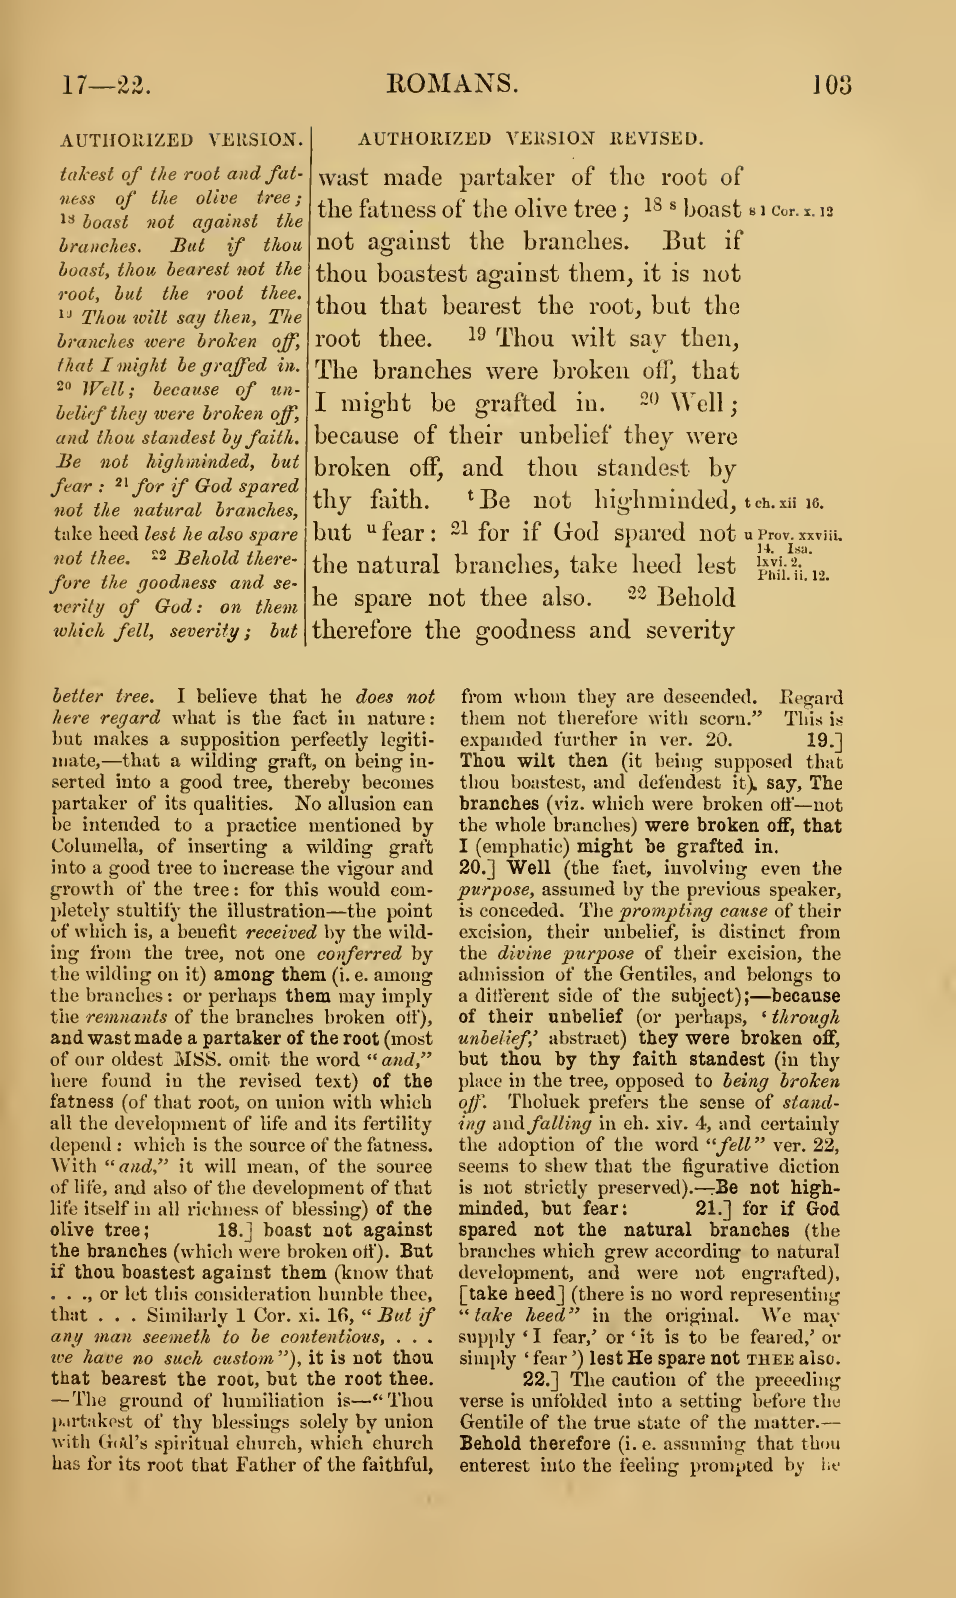 17—22. ROMANS. 103
AUTHORIZED VERSION.
takest of the root and fat-
ness of the olive tree;
18 boast not against the
branches. But if thou
boast, thou bearest not the
root, but the root thee.
19 Thou wilt say then, The
branches were broken off,
that I might be graffed in.
20 Well; because of un-
belief they were broken off,
and thou standest by faith.
Be not highminded, but
fear: 21 for if God spared
not the natural branches,
take heed lest he also spare
not thee. 22 Behold there-
fore the goodness and se-
verity of God: on them
which fell, severity; but
AUTHORIZED VERSION REVISED.
wast made partaker of the root of
the fatness of the olive tree; 18 s boast
not against the branches. But if
thou boastest against them, it is not
thou that bearest the root, but the
root thee. 19 Thou wilt say then,
The branches were broken off, that
I might be grafted in. 20 Well;
because of their unbelief they were
broken off, and thou standest by
thy faith. t Be not highminded,
but u fear: 21 for if God spared not
the natural branches, take heed lest
he spare not thee also. 22 Behold
therefore the goodness and severity
s 1 Cor. x. 12
t ch. xii 16.
u Prov. xxviii.
14. Isa.
lxvi. 2.
Phil. ii. 12.
better tree. I believe that he does not
here regard what is the fact in nature:
but makes a supposition perfectly legiti-
mate,—that a wilding graft, on being in-
serted into a good tree, thereby becomes
partaker of its qualities. No allusion can
be intended to a practice mentioned by
Columella, of inserting a wilding graft
into a good tree to increase the vigour and
growth of the tree: for this would com-
pletely stultify the illustration—the point
of which is, a benefit received by the wild-
ing from the tree, not one conferred by
the wilding on it) among them (i. e. among
the branches: or perhaps them may imply
the remnants of the branches broken off),
and wast made a partaker of the root (most
of our oldest MSS. omit the word "and,"
here found in the revised text) of the
fatness (of that root, on union with which
all the development of life and its fertility
depend: which is the source of the fatness.
With "and," it will mean, of the source
of life, and also of the development of that
life itself in all richness of blessing) of the
olive tree; 18.] boast not against
the branches (which were broken off). But
if thou boastest against them (know that
. . ., or let this consideration humble thee,
that . . . Similarly 1 Cor. xi. 16, "But if
any man seemeth to be contentious, . . .
we have no such custom"), it is not thou
that bearest the root, but the root thee.
—The ground of humiliation is—"Thou
partakest of thy blessings solely by union
with God's spiritual church, which church
has for its root that Father of the faithful,
from whom they are descended. Regard
them not therefore with scorn." This is
expanded further in ver. 20. 19.]
Thou wilt then (it being supposed that
thou boastest, and defendest it), say, The
branches (viz. which were broken off—not
the whole branches) were broken off, that
I (emphatic) might be grafted in.
20.] Well (the fact, involving even the
purpose, assumed by the previous speaker,
is conceded. The prompting cause of their
excision, their unbelief, is distinct from
the divine purpose of their excision, the
admission of the Gentiles, and belongs to
a different side of the subject);—because
of their unbelief (or perhaps, 'through
unbelief,' abstract) they were broken off,
but thou by thy faith standest (in thy
place in the tree, opposed to being broken
off. Tholuck prefers the sense of stand-
ing and falling in ch. xiv. 4, and certainly
the adoption of the word "fell" ver. 22,
seems to shew that the figurative diction
is not strictly preserved).—Be not high-
minded, but fear: 21.] for if God
spared not the natural branches (the
branches which grew according to natural
development, and were not engrafted),
[take heed] (there is no word representing
"take heed" in the original. We may
supply 'I fear,' or 'it is to be feared,' or
simply 'fear') lest He spare not THEE also.
22.] The caution of the preceding
verse is unfolded into a setting before the
Gentile of the true state of the matter.—
Behold therefore (i. e. assuming that thou
enterest into the feeling prompted by